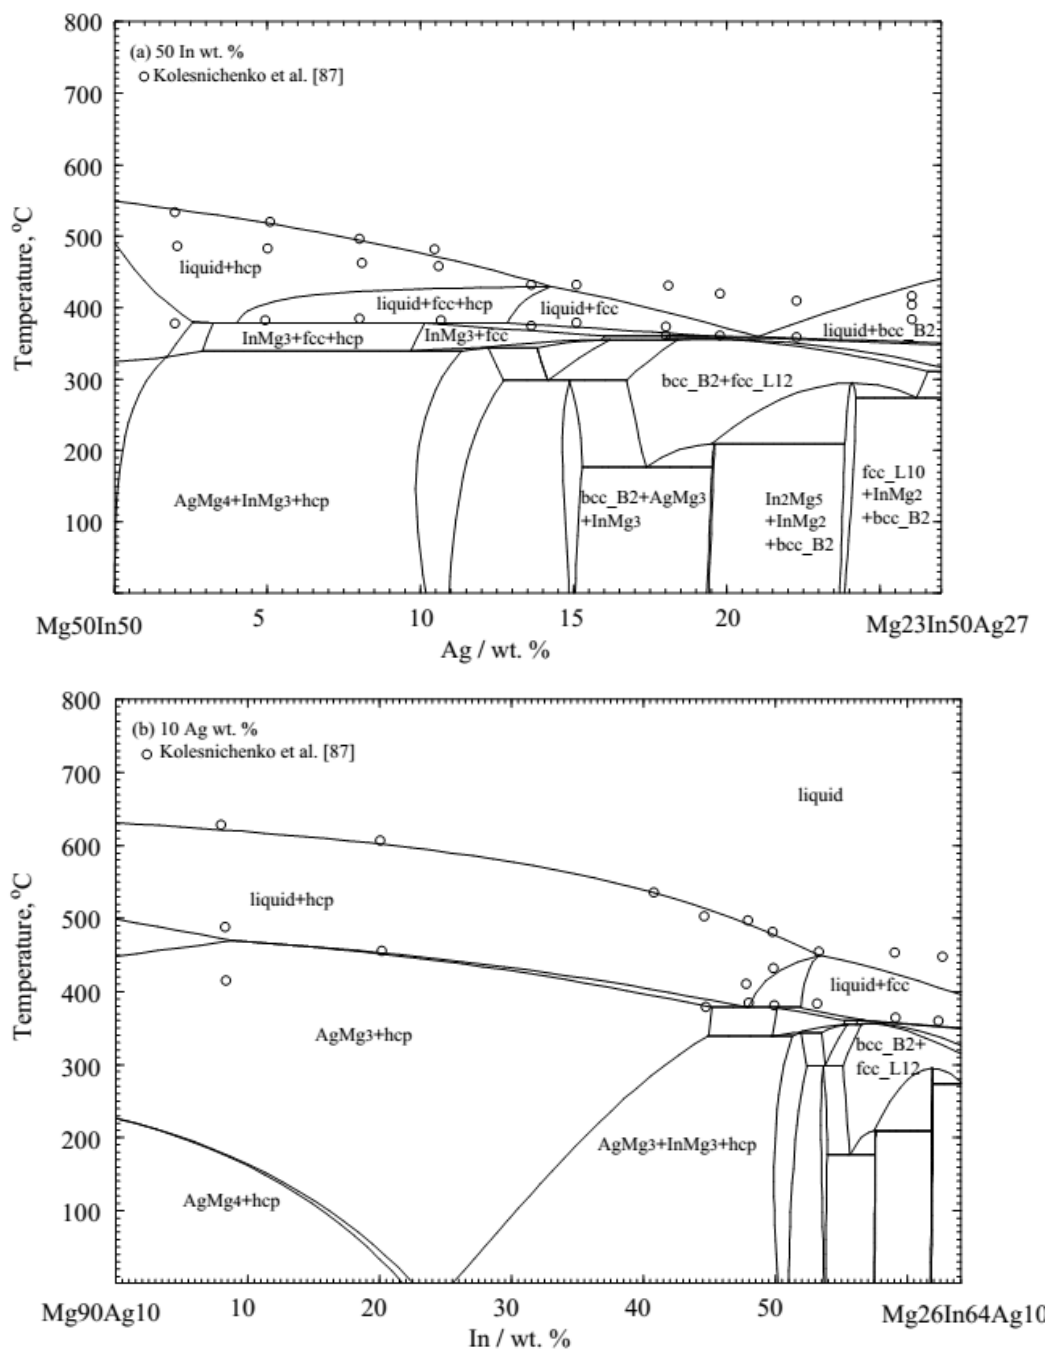 800
(a) 50 In wt. %
Kolesnichenko et al. [87]
700
600
500
400
300
200
100
Temperature, °C
liquid+hcp
liquid+fcc+hcp
liquid+fcc
liquid+bcc_B2
InMg3+fcc+hcp
InMg3+fcc
bcc_B2+fcc_L12
AgMg4+InMg3+hcp
bcc_B2+AgMg3
+InMg3
In2Mg5
+InMg2
+bcc_B2
fcc_L10
+InMg2
+bcc_B2
Mg50In50
5
10
15
20
Mg23In50Ag27
Ag / wt. %
800
(b) 10 Ag wt. %
Kolesnichenko et al. [87]
700
600
500
400
300
200
100
Temperature, °C
liquid
liquid+hcp
liquid+fcc
AgMg3+hcp
bcc_B2+
fcc_L12
AgMg3+InMg3+hcp
AgMg4+hcp
Mg90Ag10
10
20
30
40
50
Mg26In64Ag10
In / wt. %